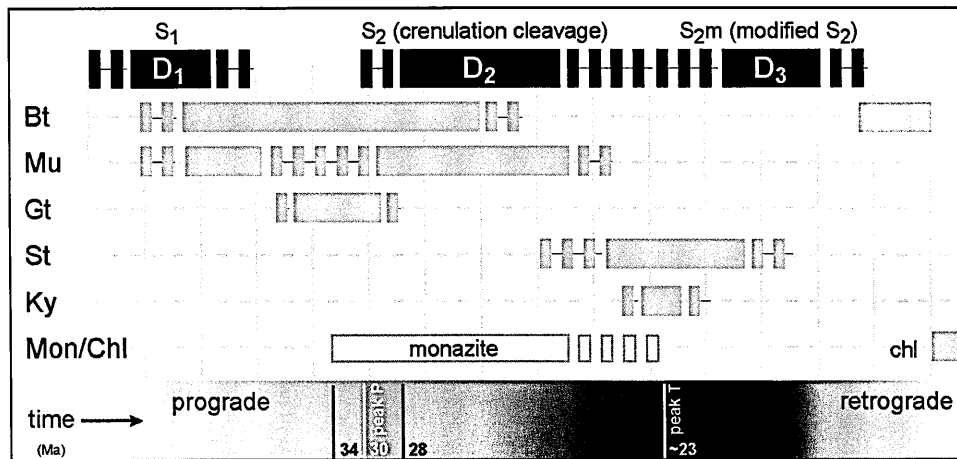 S1 S2 (crenulation cleavage) S2m (modified S2)
D1 D2 D3
Bt
Mu
Gt
St
Ky
Mon/Chl monazite chl
prograde peak P peak T retrograde
time
(Ma) 34 30 28 ~23